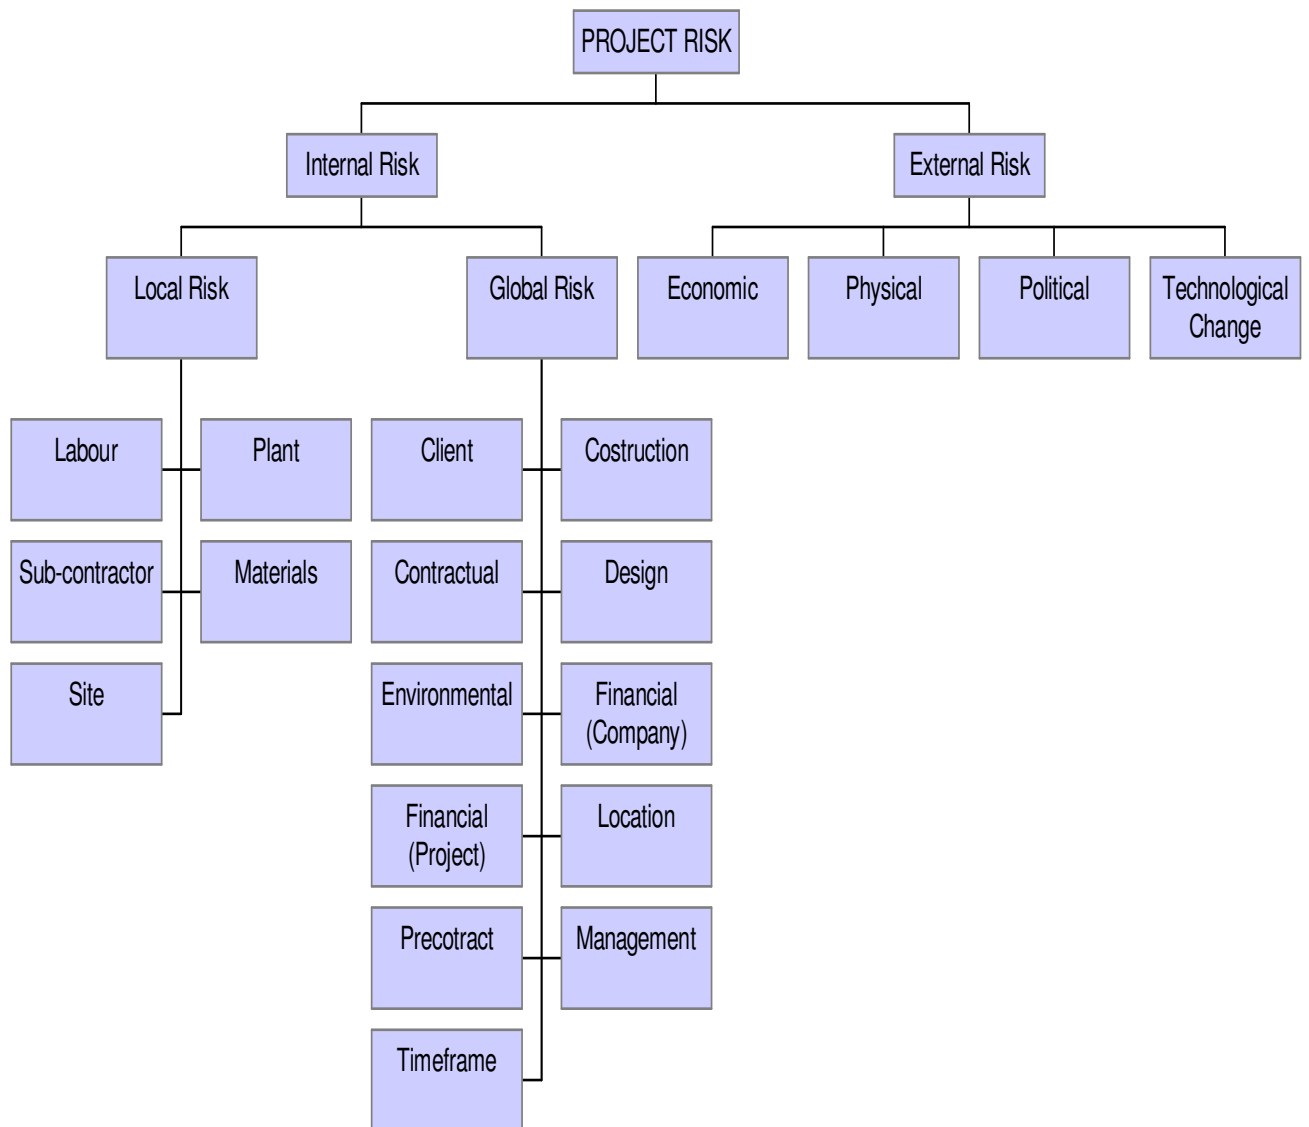 PROJECT RISK
Internal Risk
External Risk
Local Risk
Global Risk
Economic
Physical
Political
Technological
Change
Labour
Plant
Client
Costruction
Sub-contractor
Materials
Contractual
Design
Site
Environmental
Financial
(Company)
Financial
(Project)
Location
Precotract
Management
Timeframe